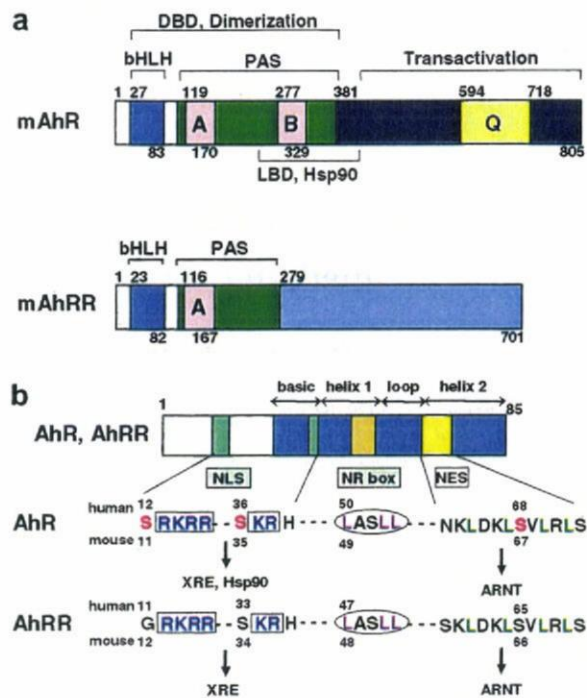 a
DBD, Dimerization
bHLH PAS Transactivation
1 27 119 277 381 594 718
mAhR A B Q
83 170 329 805
LBD, Hsp90
bHLH PAS
1 23 116 279
mAhRR A
82 167 701
b
basic helix 1 loop helix 2
1 85
AhR, AhRR
NLS NR box NES
human 12 36 50 68
AhR S RKRR--S KR H---- LASLL ---NKLDKLSVLRLS
mouse 11 35 49 67
XRE, Hsp90 ARNT
human 11 33 47 65
AhRR G RKRR--S KR H---- LASLL ---SKLDKLSVLRLS
mouse 12 34 48 66
XRE ARNT